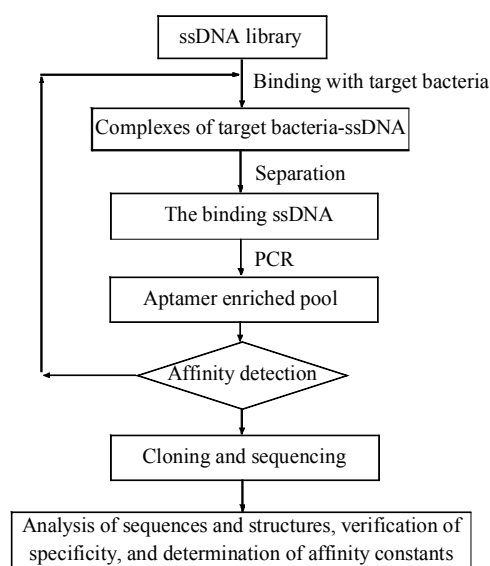 ssDNA library
Binding with target bacteria
Complexes of target bacteria-ssDNA
Separation
The binding ssDNA
PCR
Aptamer enriched pool
Affinity detection
Cloning and sequencing
Analysis of sequences and structures, verification of
specificity, and determination of affinity constants